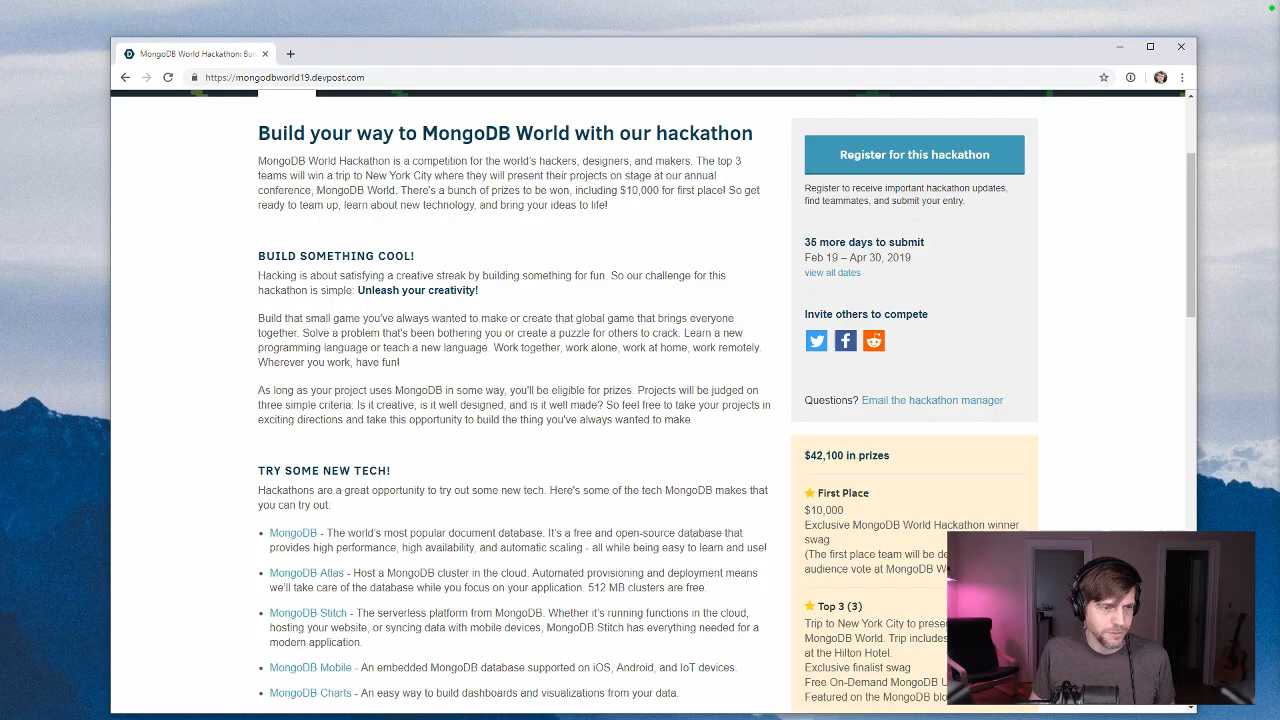 MongoDB World Hackathon: Bui
https://mongodbworld19.devpost.com
Build your way to MongoDB World with our hackathon
MongoDB World Hackathon is a competition for the world's hackers, designers, and makers. The top 3
teams will win a trip to New York City where they will present their projects on stage at our annual
conference, MongoDB World. There's a bunch of prizes to be won, including $10,000 for first place! So get
ready to team up, learn about new technology, and bring your ideas to life!
BUILD SOMETHING COOL!
Hacking is about satisfying a creative streak by building something for fun. So our challenge for this
hackathon is simple: Unleash your creativity!
Build that small game you've always wanted to make or create that global game that brings everyone
together. Solve a problem that's been bothering you or create a puzzle for others to crack. Learn a new
programming language or teach a new language. Work together, work alone, work at home, work remotely.
Wherever you work, have fun!
As long as your project uses MongoDB in some way, you'll be eligible for prizes. Projects will be judged on
three simple criteria. Is it creative, is it well designed, and is it well made? So feel free to take your projects in
exciting directions and take this opportunity to build the thing you've always wanted to make.
TRY SOME NEW TECH!
Hackathons are a great opportunity to try out some new tech. Here's some of the tech MongoDB makes that
you can try out.
• MongoDB - The world's most popular document database. It's a free and open-source database that
provides high performance, high availability, and automatic scaling - all while being easy to learn and use!
• MongoDB Atlas - Host a MongoDB cluster in the cloud. Automated provisioning and deployment means
we'll take care of the database while you focus on your application. 512 MB clusters are free.
• MongoDB Stitch - The serverless platform from MongoDB. Whether it's running functions in the cloud,
hosting your website, or syncing data with mobile devices, MongoDB Stitch has everything needed for a
modern application.
• MongoDB Mobile - An embedded MongoDB database supported on iOS, Android, and IoT devices.
• MongoDB Charts - An easy way to build dashboards and visualizations from your data.
Register for this hackathon
Register to receive important hackathon updates,
find teammates, and submit your entry.
35 more days to submit
Feb 19 – Apr 30, 2019
view all dates
Invite others to compete
Questions? Email the hackathon manager
$42,100 in prizes
First Place
$10,000
Exclusive MongoDB World Hackathon winner
swag
(The first place team will be de
audience vote at MongoDB W
Top 3 (3)
Trip to New York City to prese
MongoDB World. Trip includes
at the Hilton Hotel.
Exclusive finalist swag
Free On-Demand MongoDB U
Featured on the MongoDB blo